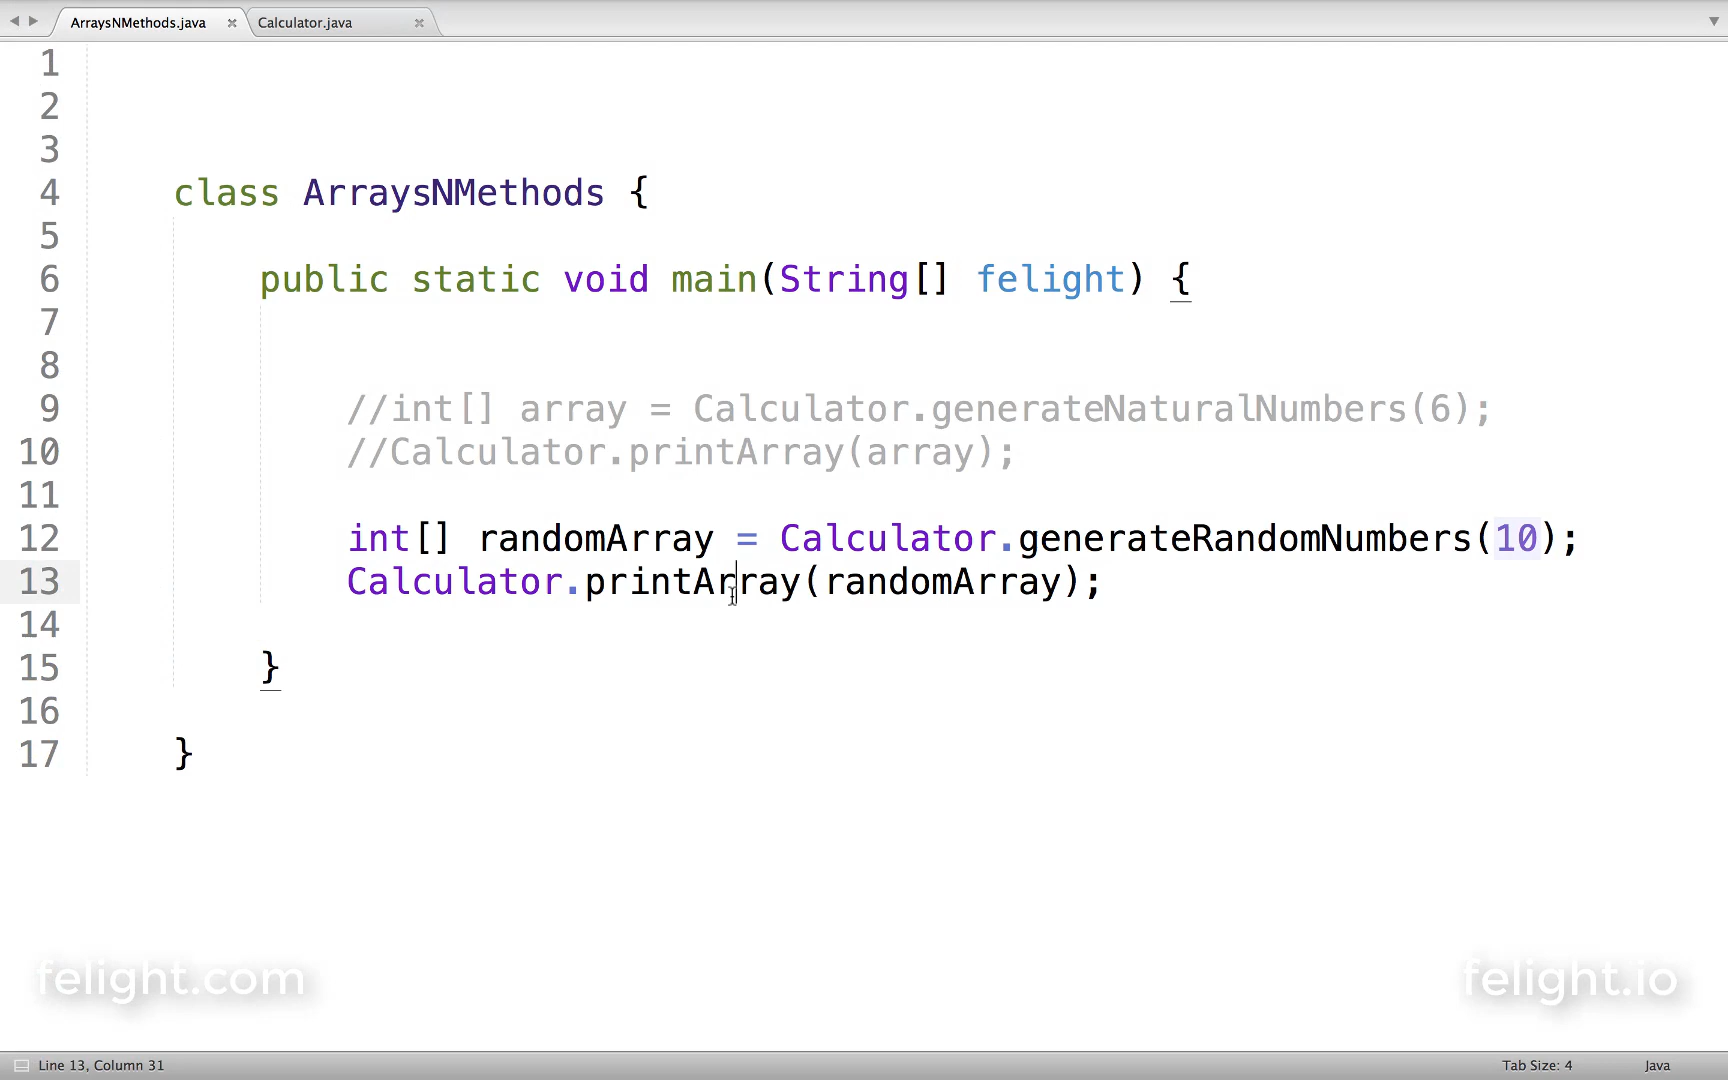 ArraysNMethods.java
Calculator.java
1
2
3
4 class ArraysNMethods {
5
6 public static void main(String[] felight) {
7
8
9 //int[] array = Calculator.generateNaturalNumbers(6);
10 //Calculator.printArray(array);
11
12 int[] randomArray = Calculator.generateRandomNumbers(10);
13 Calculator.printArray(randomArray);
14
15 }
16
17 }
felight.com
felight.io
Line 13, Column 31
Tab Size: 4
Java